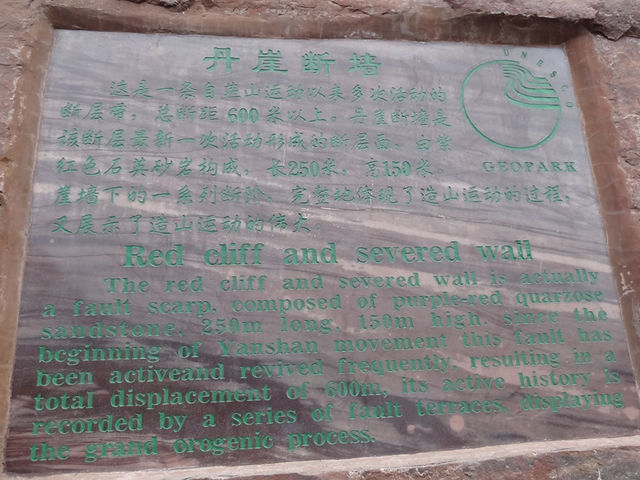 丹崖断墙
这是一条自燕山运动以来多次活动的
断层带，总断距600米以上。丹崖断墙是
该断层最新一次活动形成的断层面，由紫
红色石英砂岩构成，长250米，高150米。
崖墙下的一系列断阶，完整地体现了造山运动的过程，
又展示了造山运动的伟大。
UNESCO
GEOPARK
Red cliff and severed wall
The red cliff and severed wall is actually
a fault scarp, composed of purple-red quarzose
sandstone, 250m long, 150m high. since the
bcginning of Yanshan movement this fault has
been activeand revived frequently, resulting in a
total displacement of 600m, its active history is
recorded by a series of fault terraces, displaying
the grand orogenic process.